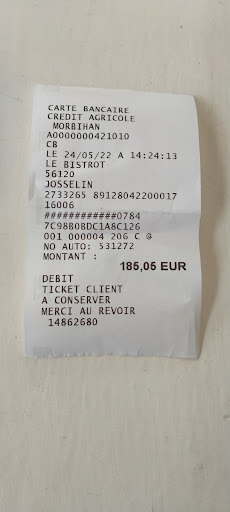 CARTE BANCAIRE
CREDIT AGRICOLE
MORBIHAN
A0000000421010
CB
LE 24/05/22 A 14:24:13
LE BISTROT
56120
JOSSELIN
2733265 89128042200017
16006
############0784
7C98B08DC1A8C126
001 000004 206 C @
NO AUTO: 531272
MONTANT :
185,05 EUR
DEBIT
TICKET CLIENT
A CONSERVER
MERCI AU REVOIR
14862680